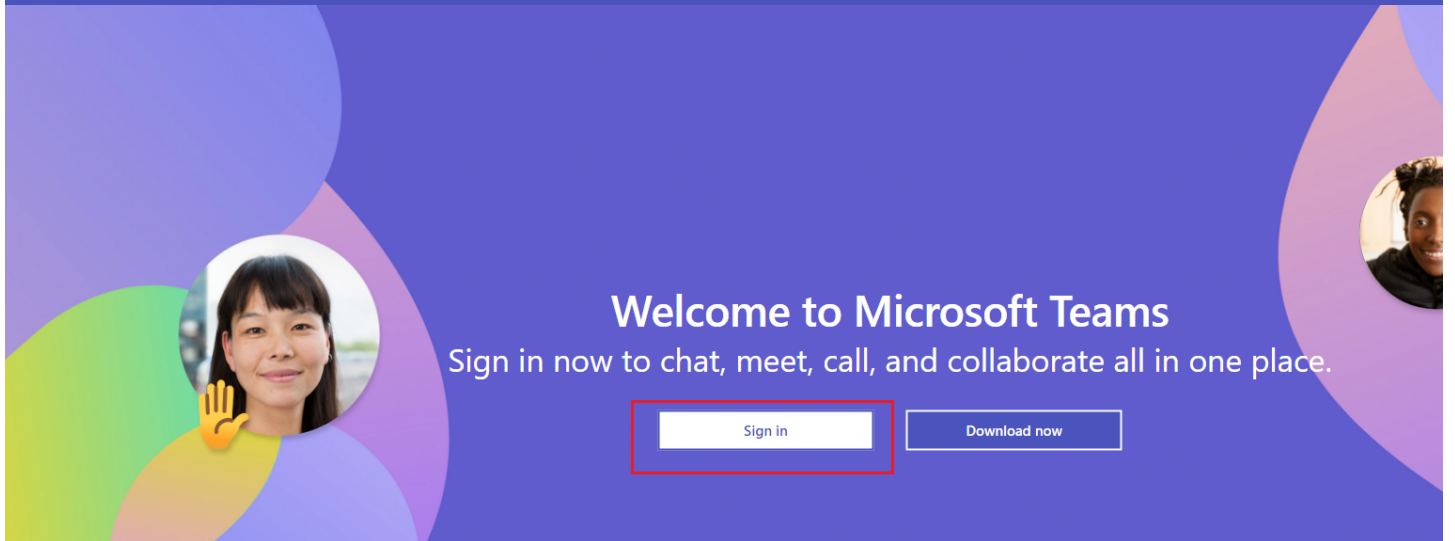 Welcome to Microsoft Teams
Sign in now to chat, meet, call, and collaborate all in one place.
Sign in
Download now